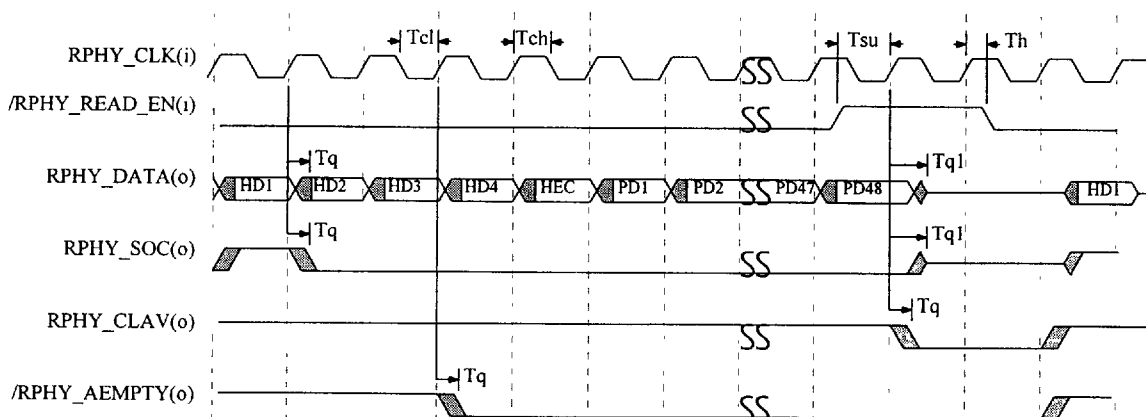 Tcl Tch Tsu Th
RPHY_CLK(i)
/RPHY_READ_EN(i)
Tq Tq1
RPHY_DATA(o) HD1 HD2 HD3 HD4 HEC PD1 PD2 PD47 PD48 HD1
Tq Tq1
RPHY_SOC(o)
Tq
RPHY_CLAV(o)
Tq
/RPHY_AEMPTY(o)